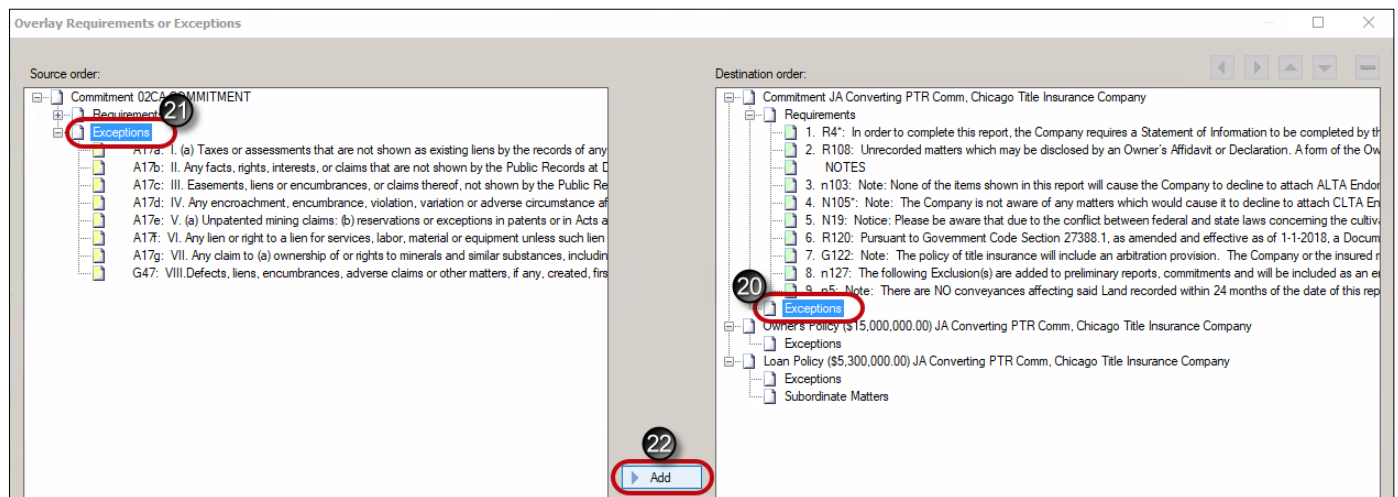 Overlay Requirements or Exceptions
Source order:
Commitment 02CA COMMITMENT
Requirements
21
Exceptions
A17a: I. (a) Taxes or assessments that are not shown as existing liens by the records of any
A17b: II. Any facts, rights, interests, or claims that are not shown by the Public Records at D
A17c: III. Easements, liens or encumbrances, or claims thereof, not shown by the Public Re
A17d: IV. Any encroachment, encumbrance, violation, variation or adverse circumstance af
A17e: V. (a) Unpatented mining claims: (b) reservations or exceptions in patents or in Acts a
A17f: VI. Any lien or right to a lien for services, labor, material or equipment unless such lien
A17g: VII. Any claim to (a) ownership of or rights to minerals and similar substances, includin
G47: VIII.Defects, liens, encumbrances, adverse claims or other matters, if any, created, firs
22
Add
Destination order:
Commitment JA Converting PTR Comm, Chicago Title Insurance Company
Requirements
1. R4*: In order to complete this report, the Company requires a Statement of Information to be completed by th
2. R108: Unrecorded matters which may be disclosed by an Owner's Affidavit or Declaration. A form of the Ow
NOTES
3. n103: Note: None of the items shown in this report will cause the Company to decline to attach ALTA Endor
4. N105*: Note: The Company is not aware of any matters which would cause it to decline to attach CLTA En
5. N19: Notice: Please be aware that due to the conflict between federal and state laws concerning the cultiv
6. R120: Pursuant to Government Code Section 27388.1, as amended and effective as of 1-1-2018, a Docum
7. G122: Note: The policy of title insurance will include an arbitration provision. The Company or the insured
8. n127: The following Exclusion(s) are added to preliminary reports, commitments and will be included as an
20
9. n5: Note: There are NO conveyances affecting said Land recorded within 24 months of the date of this rep
Exceptions
Owner's Policy ($15,000,000.00) JA Converting PTR Comm, Chicago Title Insurance Company
Exceptions
Loan Policy ($5,300,000.00) JA Converting PTR Comm, Chicago Title Insurance Company
Exceptions
Subordinate Matters